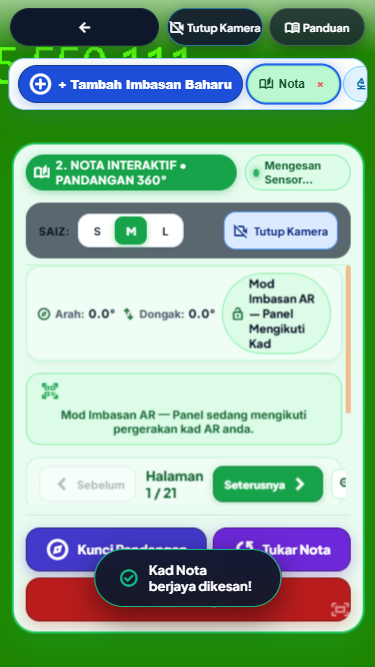 Tutup Kamera
Panduan
+ Tambah Imbasan Baharu
Nota
×
2. NOTA INTERAKTIF •
PANDANGAN 360°
Mengesan
Sensor...
SAIZ:
S
M
L
Tutup Kamera
Arah: 0.0°
Dongak: 0.0°
Mod
Imbasan AR
— Panel
Mengikuti
Kad
Mod Imbasan AR — Panel sedang mengikuti
pergerakan kad AR anda.
Sebelum
Halaman
1 / 21
Seterusnya
Tukar Nota
Kad Nota
berjaya dikesan!